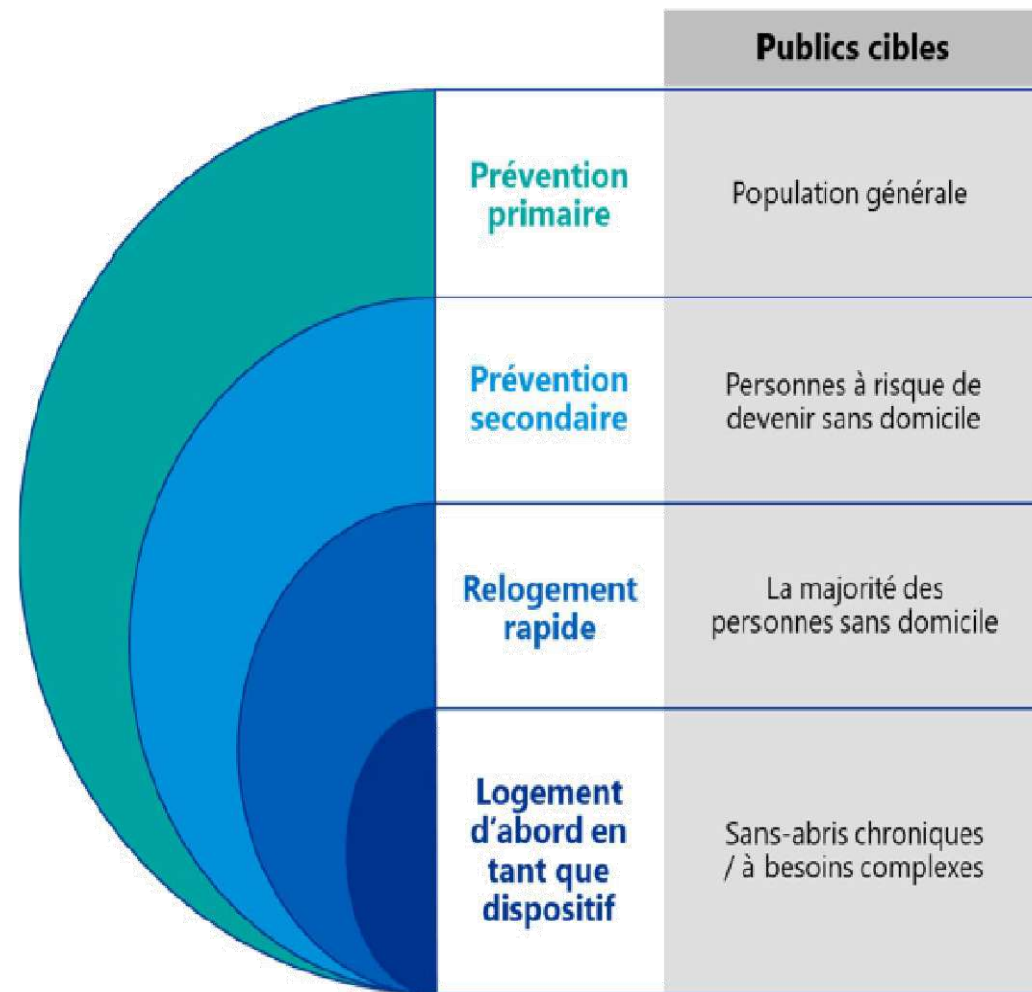 Publics cibles
Prévention
primaire
Population générale
Prévention
secondaire
Personnes à risque de
devenir sans domicile
Relogement
rapide
La majorité des
personnes sans domicile
Logement
d'abord en
tant que
dispositif
Sans-abris chroniques
/ à besoins complexes